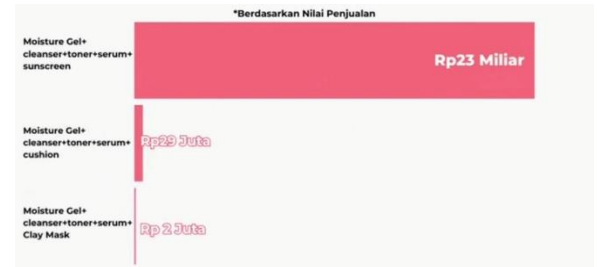 *Berdasarkan Nilai Penjualan
Moisture Gel+
cleanser+toner+serum+
sunscreen
Rp23 Miliar
Moisture Gel+
cleanser+toner+serum+
cushion
Rp29 Juta
Moisture Gel+
cleanser+toner+serum+
Clay Mask
Rp 2 Juta